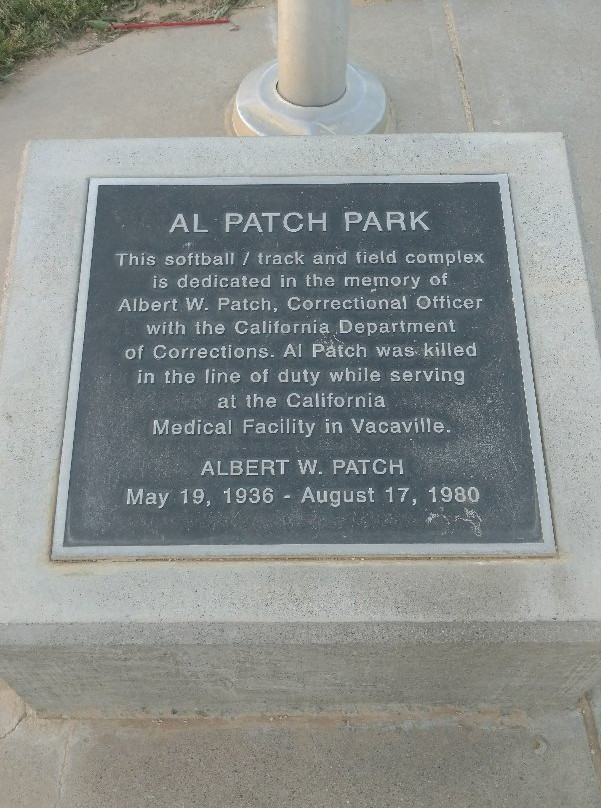 AL PATCH PARK
This softball / track and field complex
is dedicated in the memory of
Albert W. Patch, Correctional Officer
with the California Department
of Corrections. Al Patch was killed
in the line of duty while serving
at the California
Medical Facility in Vacaville.
ALBERT W. PATCH
May 19, 1936 - August 17, 1980